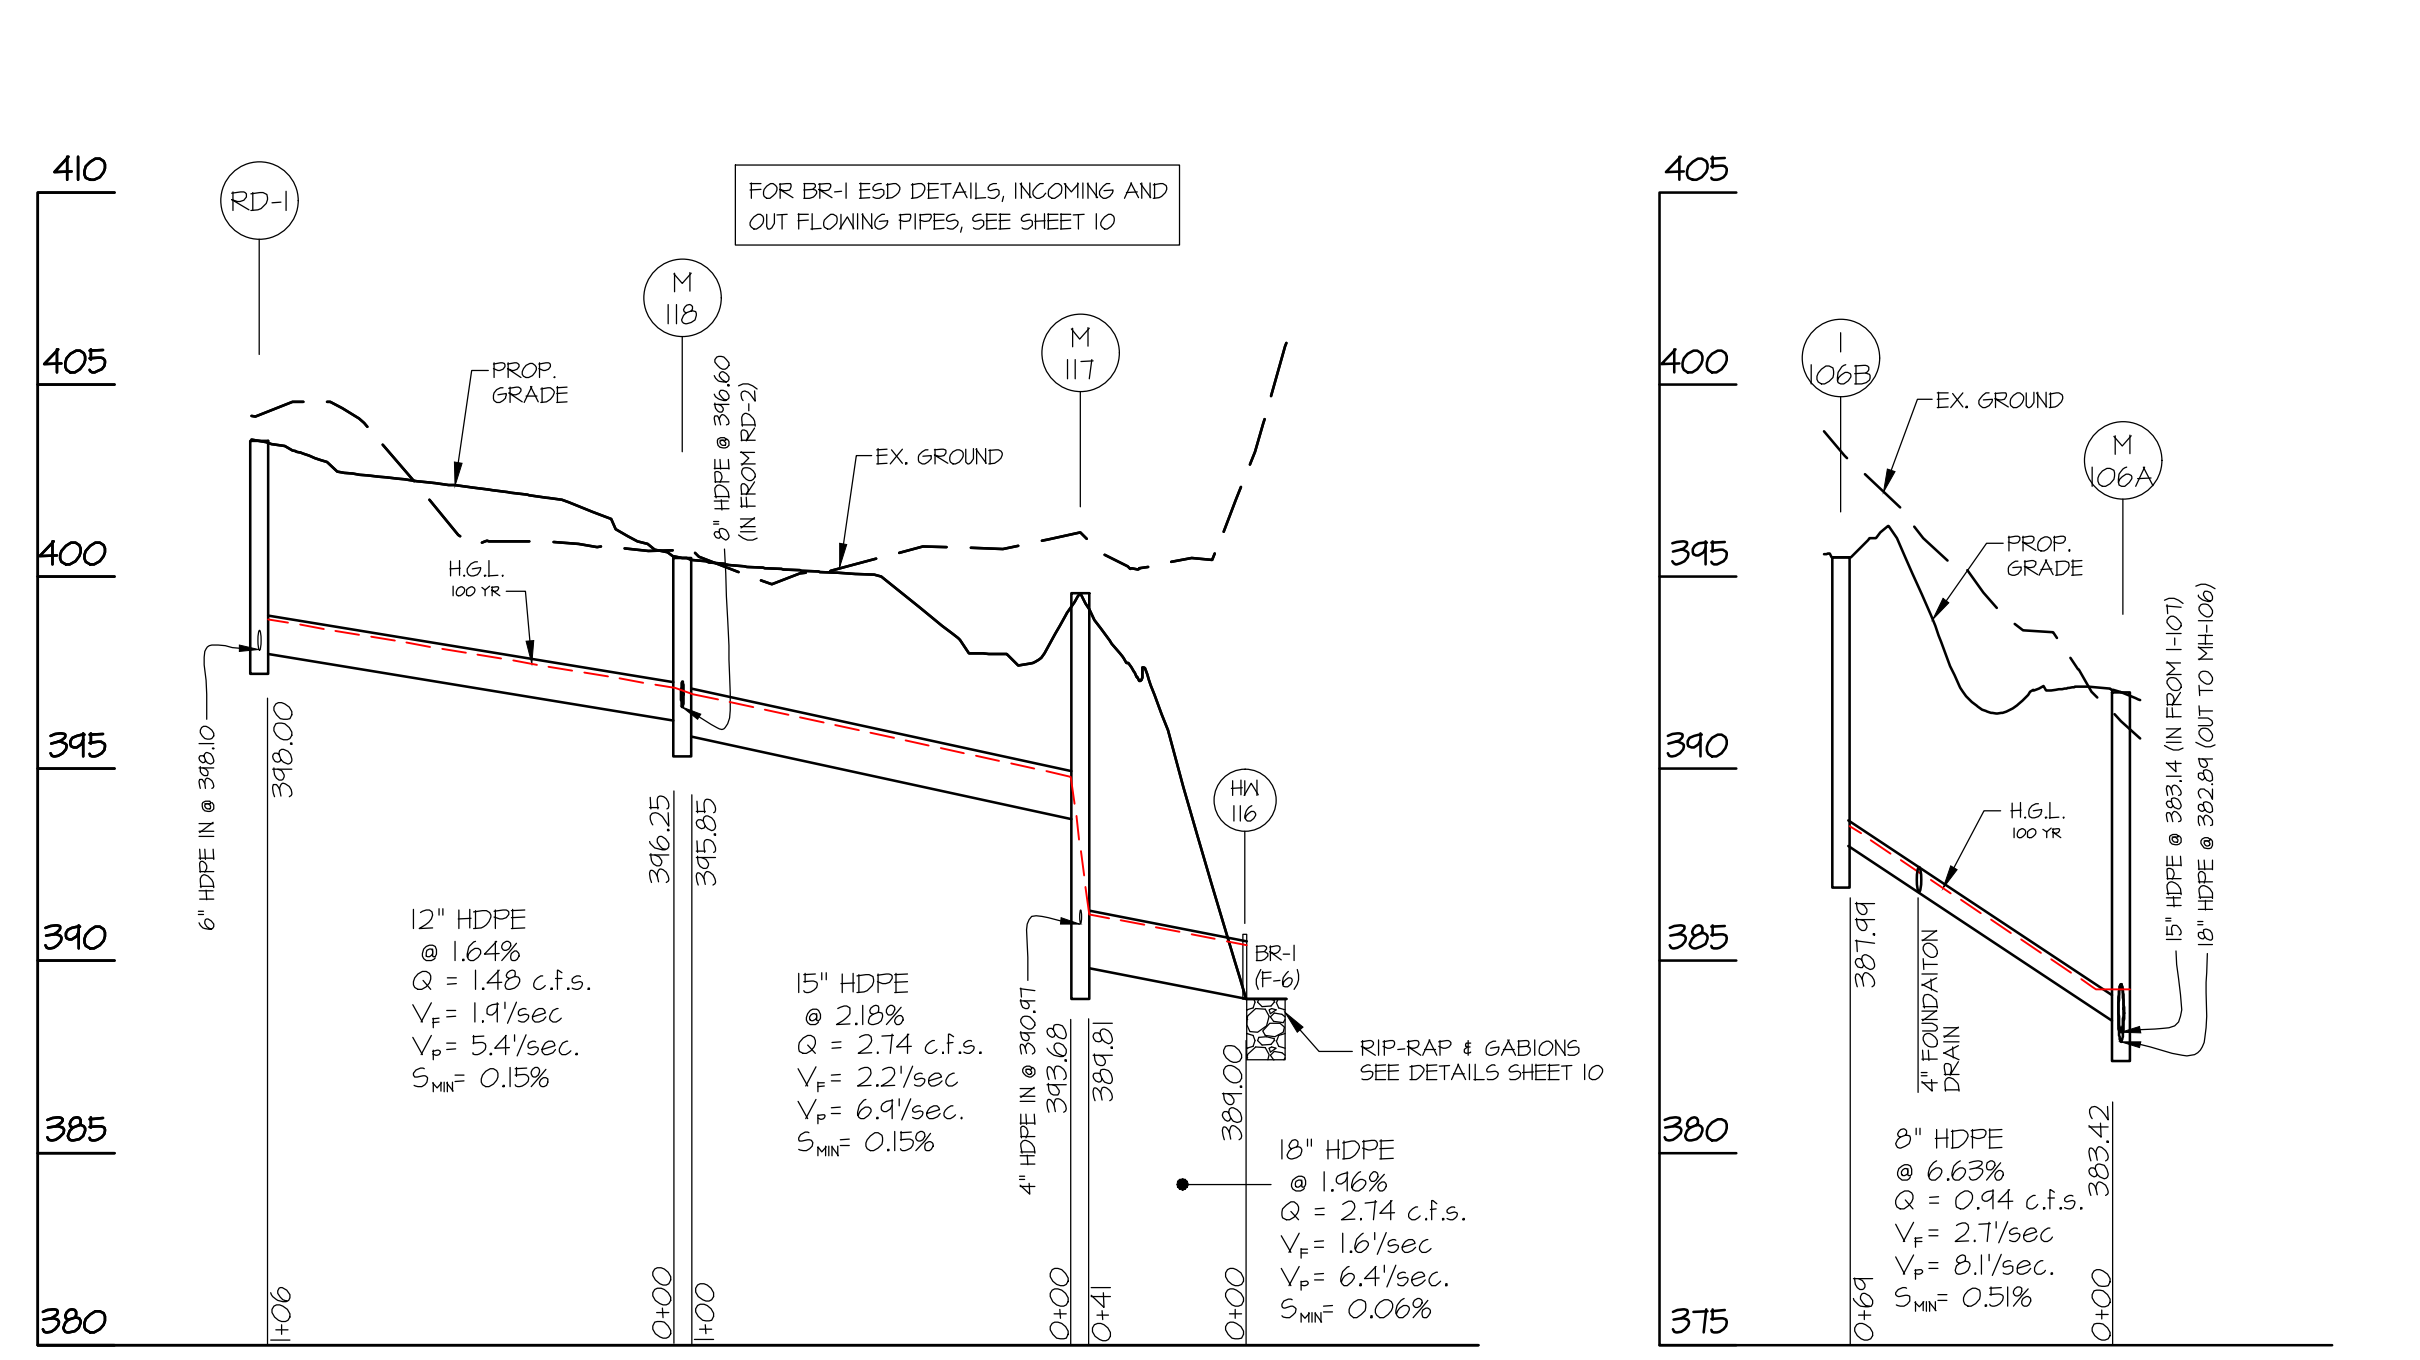 410
405
400
395
390
385
380
RD-1
M
118
M
117
HW
116
FOR BR-1 ESD DETAILS, INCOMING AND
OUT FLOWING PIPES, SEE SHEET 10
PROP.
GRADE
EX. GROUND
H.G.L.
100 YR
8" HDPE @ 396.60
(IN FROM RD-2)
6" HDPE IN @ 398.10
398.00
396.25
395.85
4" HDPE IN @ 390.97
393.68
389.81
389.00
BR-1
(F-6)
RIP-RAP & GABIONS
SEE DETAILS SHEET 10
12" HDPE
@ 1.64%
Q = 1.48 c.f.s.
VF= 1.9'/sec
VP= 5.4'/sec.
SMIN= 0.15%
15" HDPE
@ 2.18%
Q = 2.74 c.f.s.
VF= 2.2'/sec
VP= 6.9'/sec.
SMIN= 0.15%
18" HDPE
@ 1.96%
Q = 2.74 c.f.s.
VF= 1.6'/sec
VP= 6.4'/sec.
SMIN= 0.06%
1+06
0+00
1+00
0+00
0+41
0+00
405
400
395
390
385
380
375
I
106B
M
106A
EX. GROUND
PROP.
GRADE
H.G.L.
100 YR
15" HDPE @ 383.14 (IN FROM I-107)
18" HDPE @ 382.89 (OUT TO MH-106)
387.99
4" FOUNDAITON
DRAIN
383.42
8" HDPE
@ 6.63%
Q = 0.94 c.f.s.
VF= 2.7'/sec
VP= 8.1'/sec.
SMIN= 0.51%
0+69
0+00